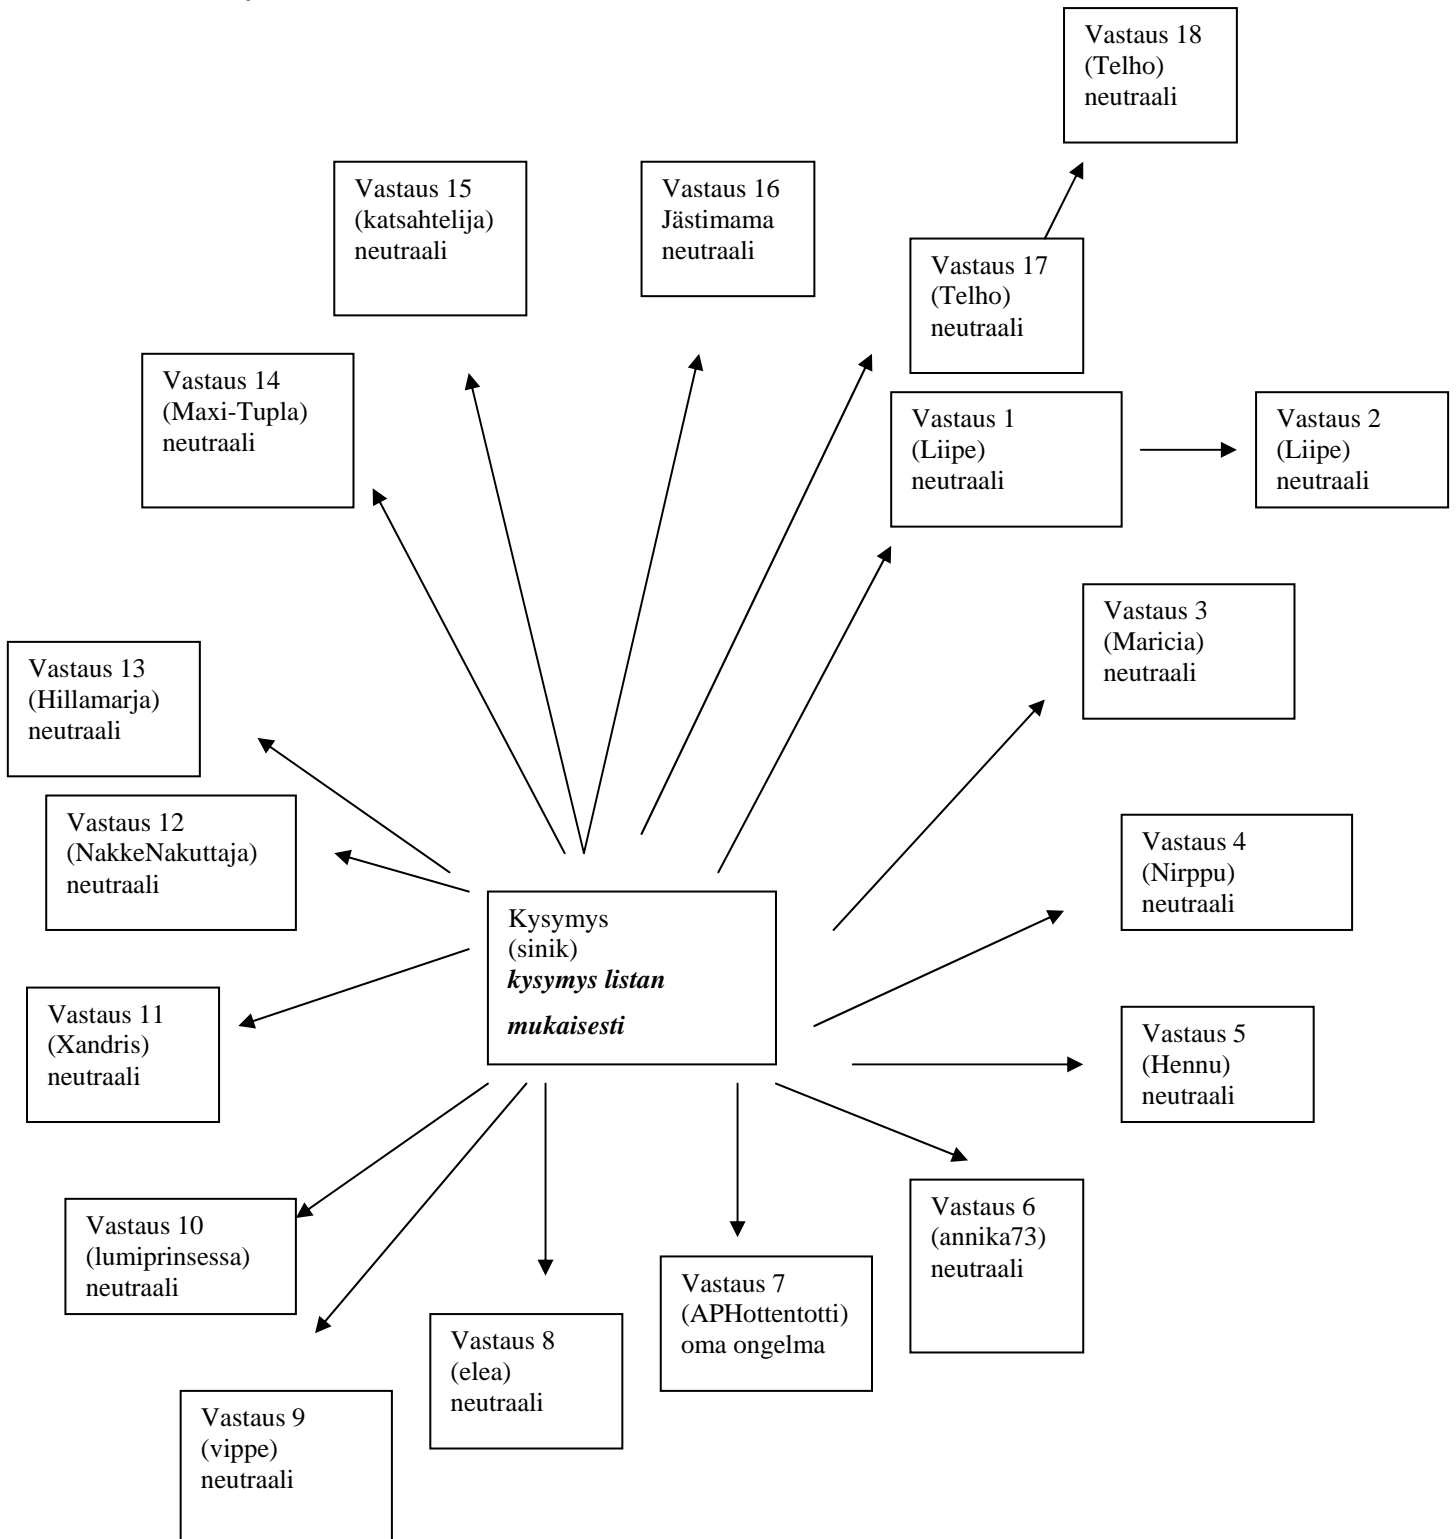 Vastaus 18
(Telho)
neutraali
Vastaus 15
(katsahtelija)
neutraali
Vastaus 16
Jästimama
neutraali
Vastaus 17
(Telho)
neutraali
Vastaus 14
(Maxi-Tupla)
neutraali
Vastaus 1
(Liipe)
neutraali
Vastaus 2
(Liipe)
neutraali
Vastaus 3
(Maricia)
neutraali
Vastaus 13
(Hillamarja)
neutraali
Vastaus 12
(NakkeNakuttaja)
neutraali
Vastaus 4
(Nirppu)
neutraali
Kysymys
(sinik)
kysymys listan
mukaisesti
Vastaus 11
(Xandris)
neutraali
Vastaus 5
(Hennu)
neutraali
Vastaus 10
(lumiprinsessa)
neutraali
Vastaus 6
(annika73)
neutraali
Vastaus 7
(APHottentotti)
oma ongelma
Vastaus 8
(elea)
neutraali
Vastaus 9
(vippe)
neutraali